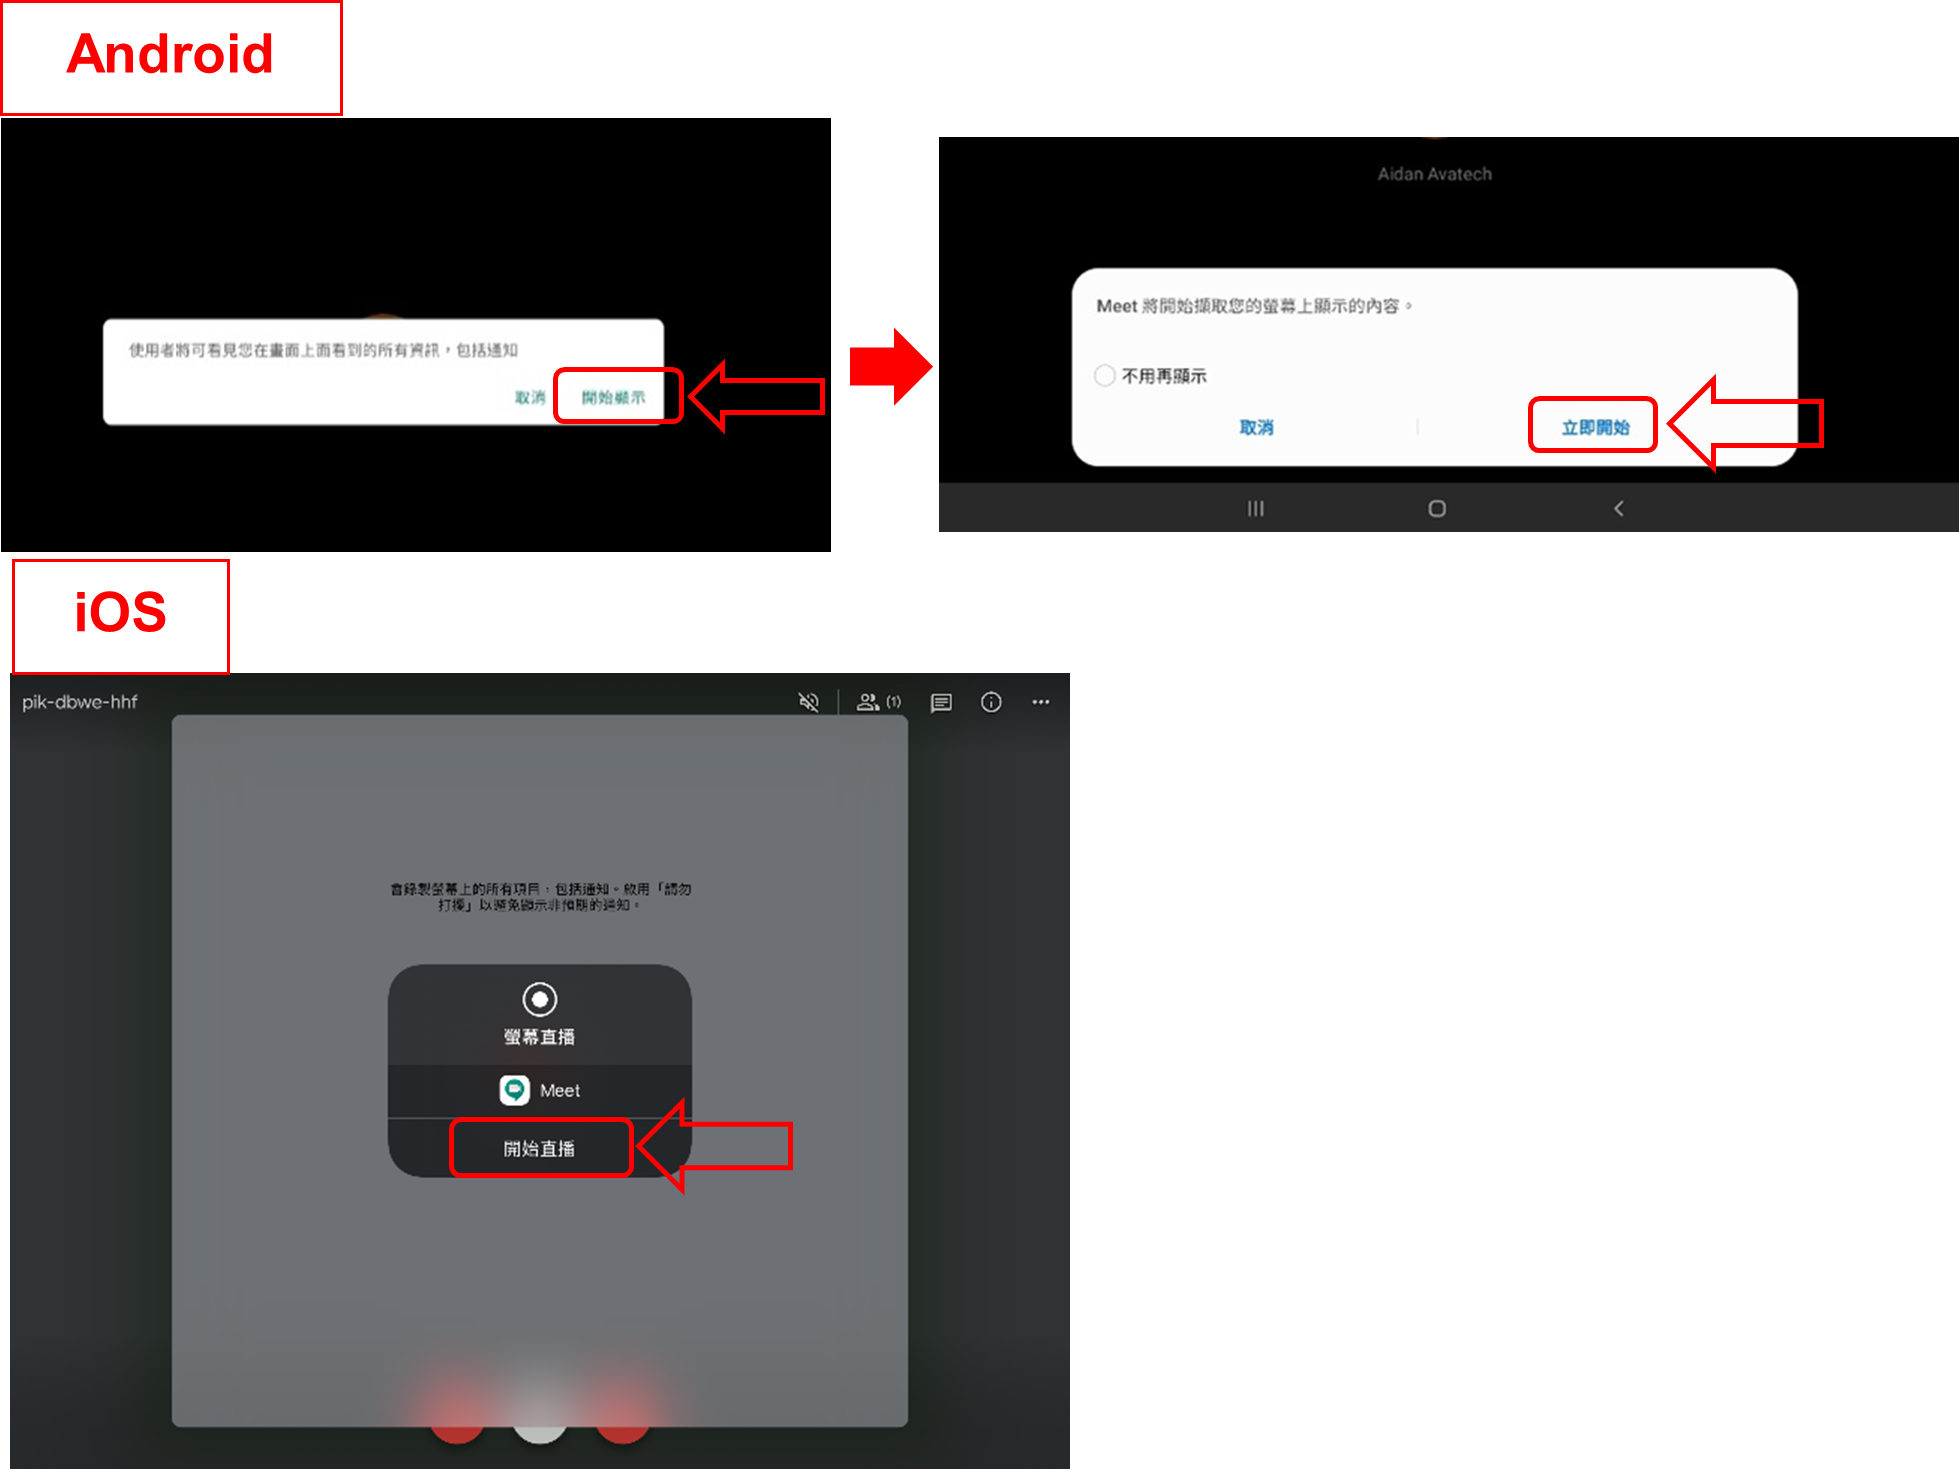 Android
使用者將可看見您在畫面上面看到的所有資訊，包括通知
取消 開始顯示
Aidan Avatech
Meet 將開始擷取您的螢幕上顯示的內容。
不用再顯示
取消 立即開始
iOS
pik-dbwe-hhf (1)
會錄製螢幕上的所有項目，包括通知。啟用「請勿
打擾」以避免顯示非預期的通知。
螢幕直播
Meet
開始直播